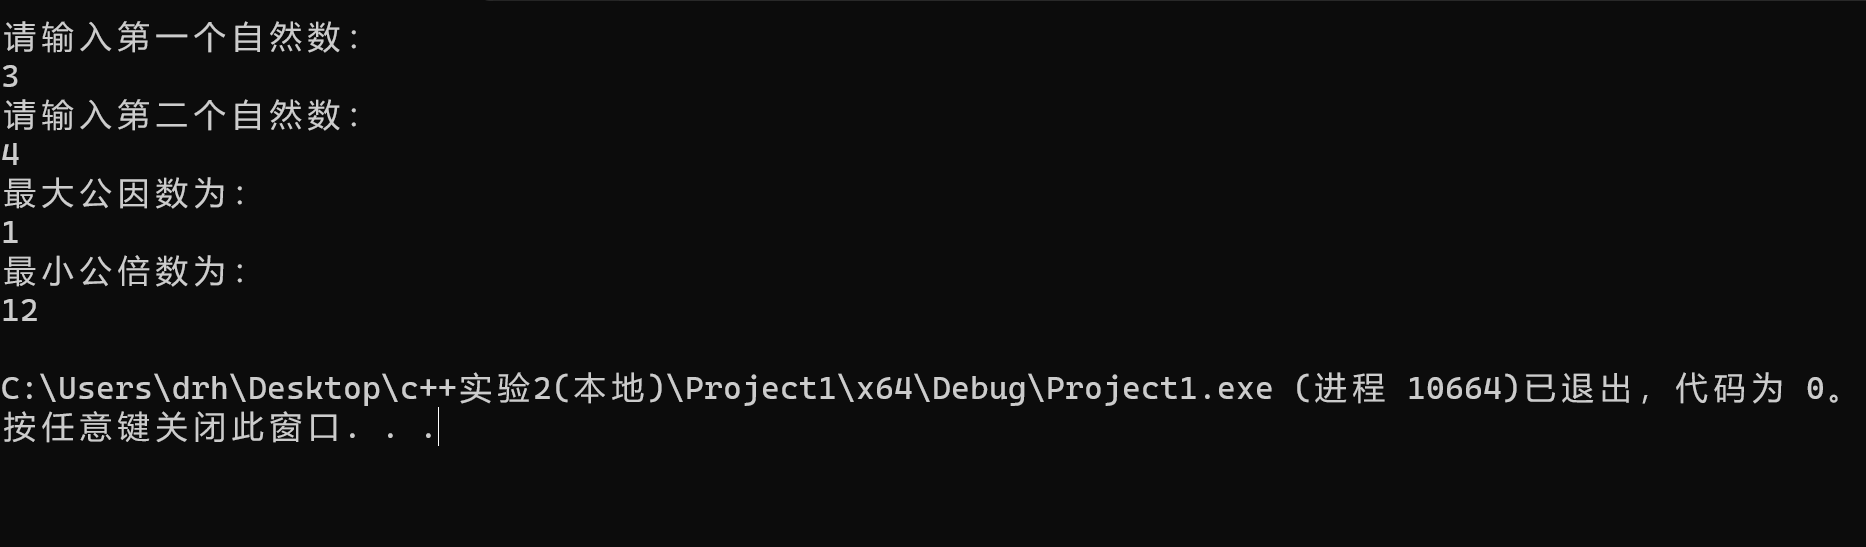 请输入第一个自然数：
3
请输入第二个自然数：
4
最大公因数为：
1
最小公倍数为：
12
C:\Users\drh\Desktop\c++实验2(本地)\Project1\x64\Debug\Project1.exe (进程 10664)已退出，代码为 0。
按任意键关闭此窗口. . .